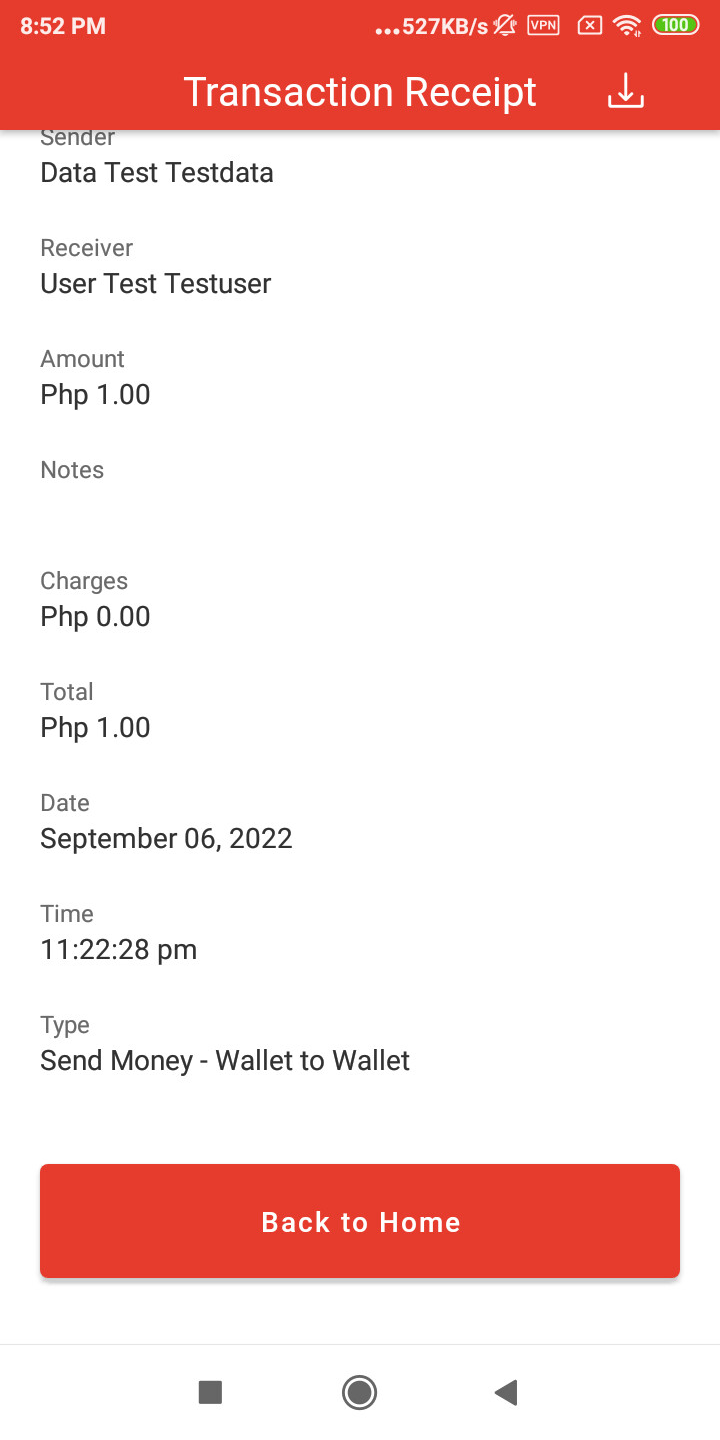 8:52 PM
...527KB/s VPN 100
Transaction Receipt
Sender
Data Test Testdata
Receiver
User Test Testuser
Amount
Php 1.00
Notes
Charges
Php 0.00
Total
Php 1.00
Date
September 06, 2022
Time
11:22:28 pm
Type
Send Money - Wallet to Wallet
Back to Home